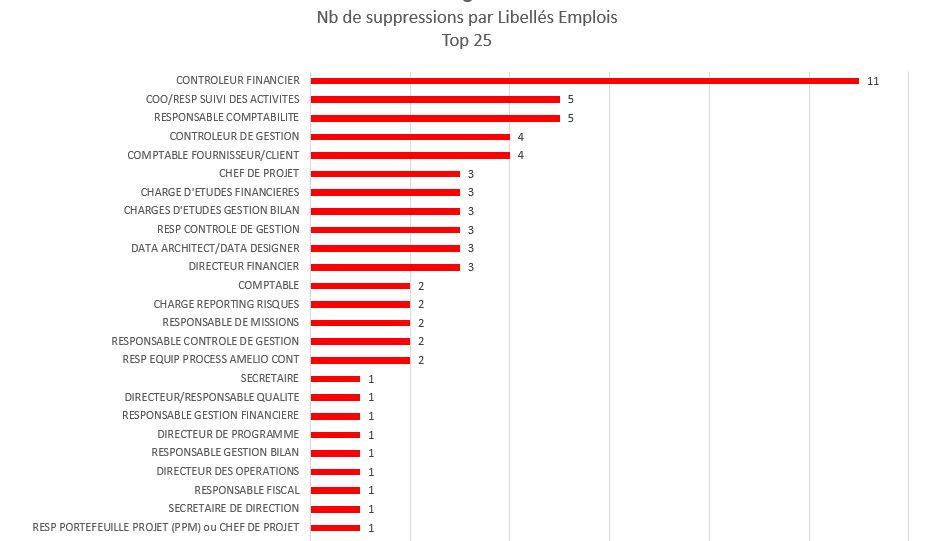 Nb de suppressions par Libellés Emplois
Top 25
CONTROLEUR FINANCIER 11
COO/RESP SUIVI DES ACTIVITES 5
RESPONSABLE COMPTABILITE 5
CONTROLEUR DE GESTION 4
COMPTABLE FOURNISSEUR/CLIENT 4
CHEF DE PROJET 3
CHARGE D'ETUDES FINANCIERES 3
CHARGES D'ETUDES GESTION BILAN 3
RESP CONTROLE DE GESTION 3
DATA ARCHITECT/DATA DESIGNER 3
DIRECTEUR FINANCIER 3
COMPTABLE 2
CHARGE REPORTING RISQUES 2
RESPONSABLE DE MISSIONS 2
RESPONSABLE CONTROLE DE GESTION 2
RESP EQUIP PROCESS AMELIO CONT 2
SECRETAIRE 1
DIRECTEUR/RESPONSABLE QUALITE 1
RESPONSABLE GESTION FINANCIERE 1
DIRECTEUR DE PROGRAMME 1
RESPONSABLE GESTION BILAN 1
DIRECTEUR DES OPERATIONS 1
RESPONSABLE FISCAL 1
SECRETAIRE DE DIRECTION 1
RESP PORTEFEUILLE PROJET (PPM) ou CHEF DE PROJET 1